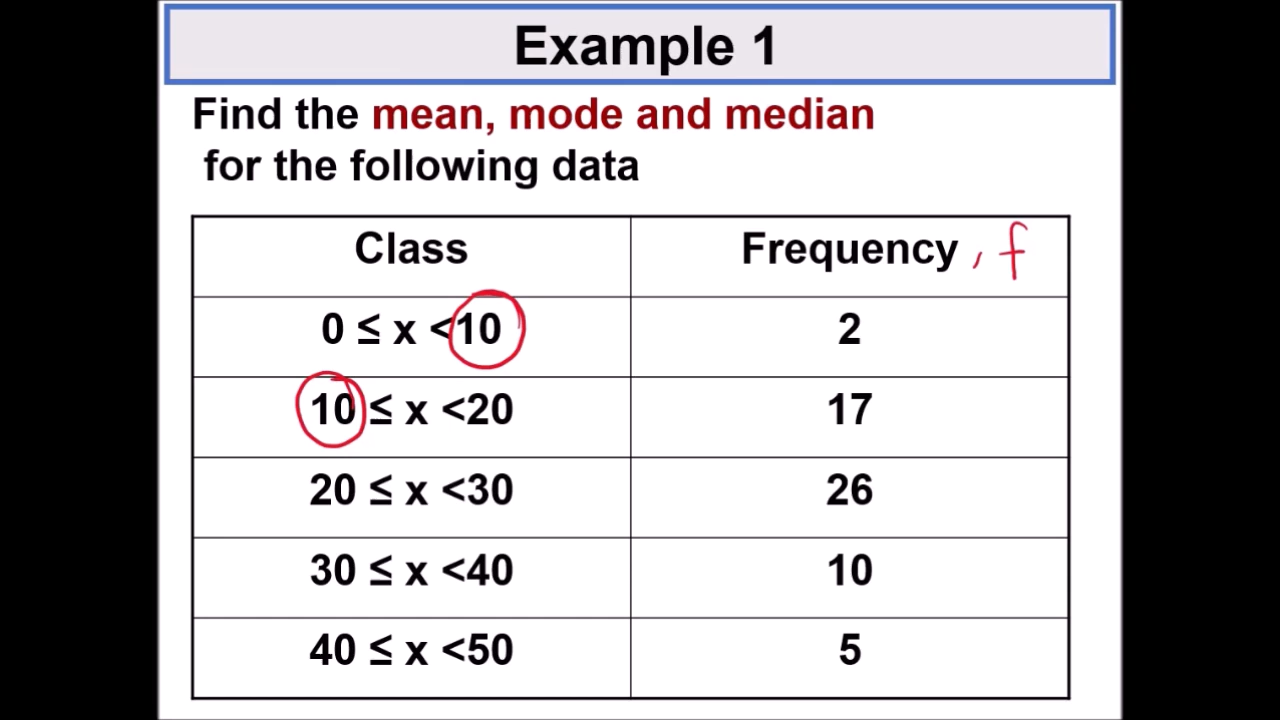 Example 1
Find the mean, mode and median
for the following data
Class Frequency , f
0 ≤ x <10 2
10 ≤ x <20 17
20 ≤ x <30 26
30 ≤ x <40 10
40 ≤ x <50 5